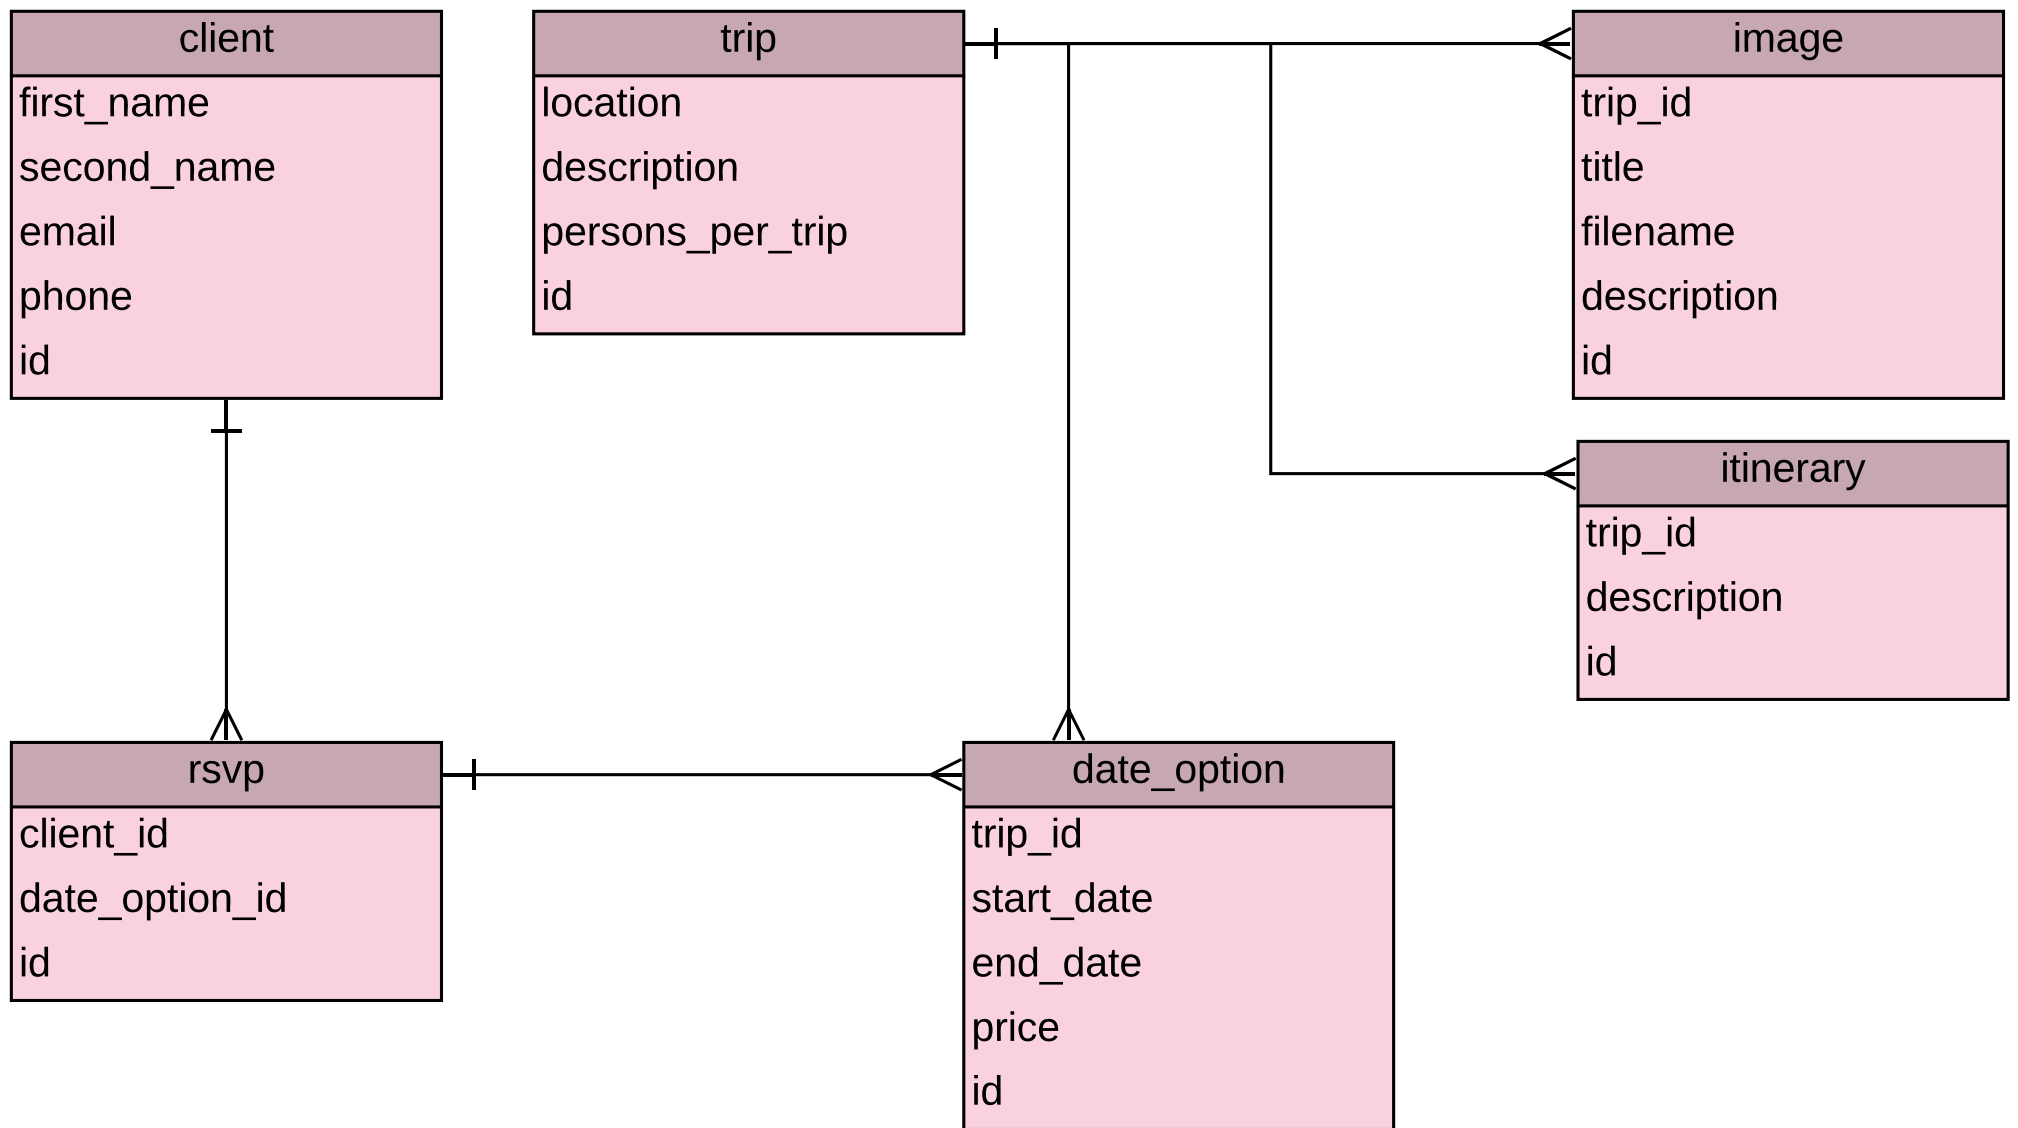 client
first_name
second_name
email
phone
id
trip
location
description
persons_per_trip
id
image
trip_id
title
filename
description
id
itinerary
trip_id
description
id
rsvp
client_id
date_option_id
id
date_option
trip_id
start_date
end_date
price
id